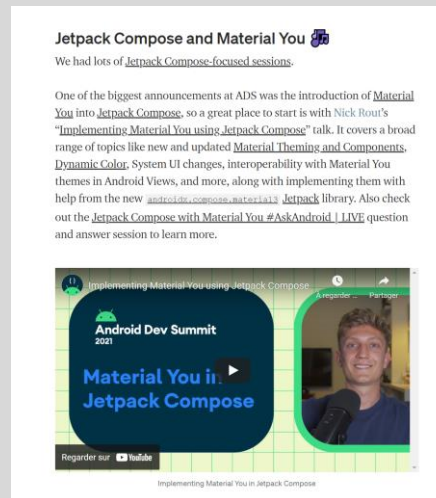 Jetpack Compose and Material You
We had lots of Jetpack Compose-focused sessions.
One of the biggest announcements at ADS was the introduction of Material
You into Jetpack Compose, so a great place to start is with Nick Rout's
"Implementing Material You using Jetpack Compose" talk. It covers a broad
range of topics like new and updated Material Theming and Components,
Dynamic Color, System UI changes, interoperability with Material You
themes in Android Views, and more, along with implementing them with
help from the new androidx.compose.material3 Jetpack library. Also check
out the Jetpack Compose with Material You #AskAndroid | LIVE question
and answer session to learn more.
Implementing Material You using Jetpack Compose
À regarder ... Partager
Android Dev Summit
2021
Material You in
Jetpack Compose
Regarder sur YouTube
Implementing Material You in Jetpack Compose